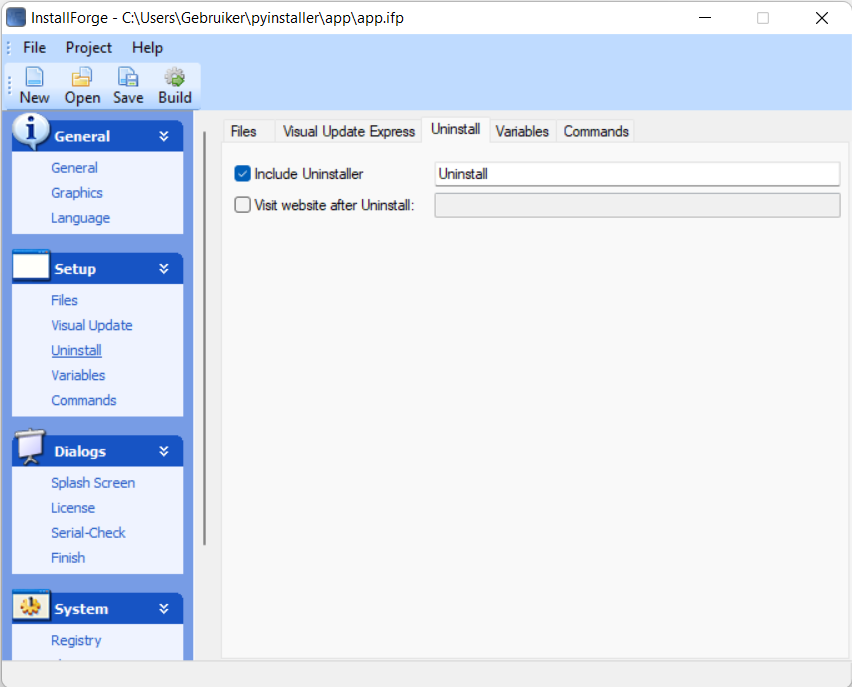 InstallForge - C:\Users\Gebruiker\pyinstaller\app\app.ifp
File Project Help
New Open Save Build
General
General
Graphics
Language
Setup
Files
Visual Update
Uninstall
Variables
Commands
Dialogs
Splash Screen
License
Serial-Check
Finish
System
Registry
Files Visual Update Express Uninstall Variables Commands
Include Uninstaller Uninstall
Visit website after Uninstall: